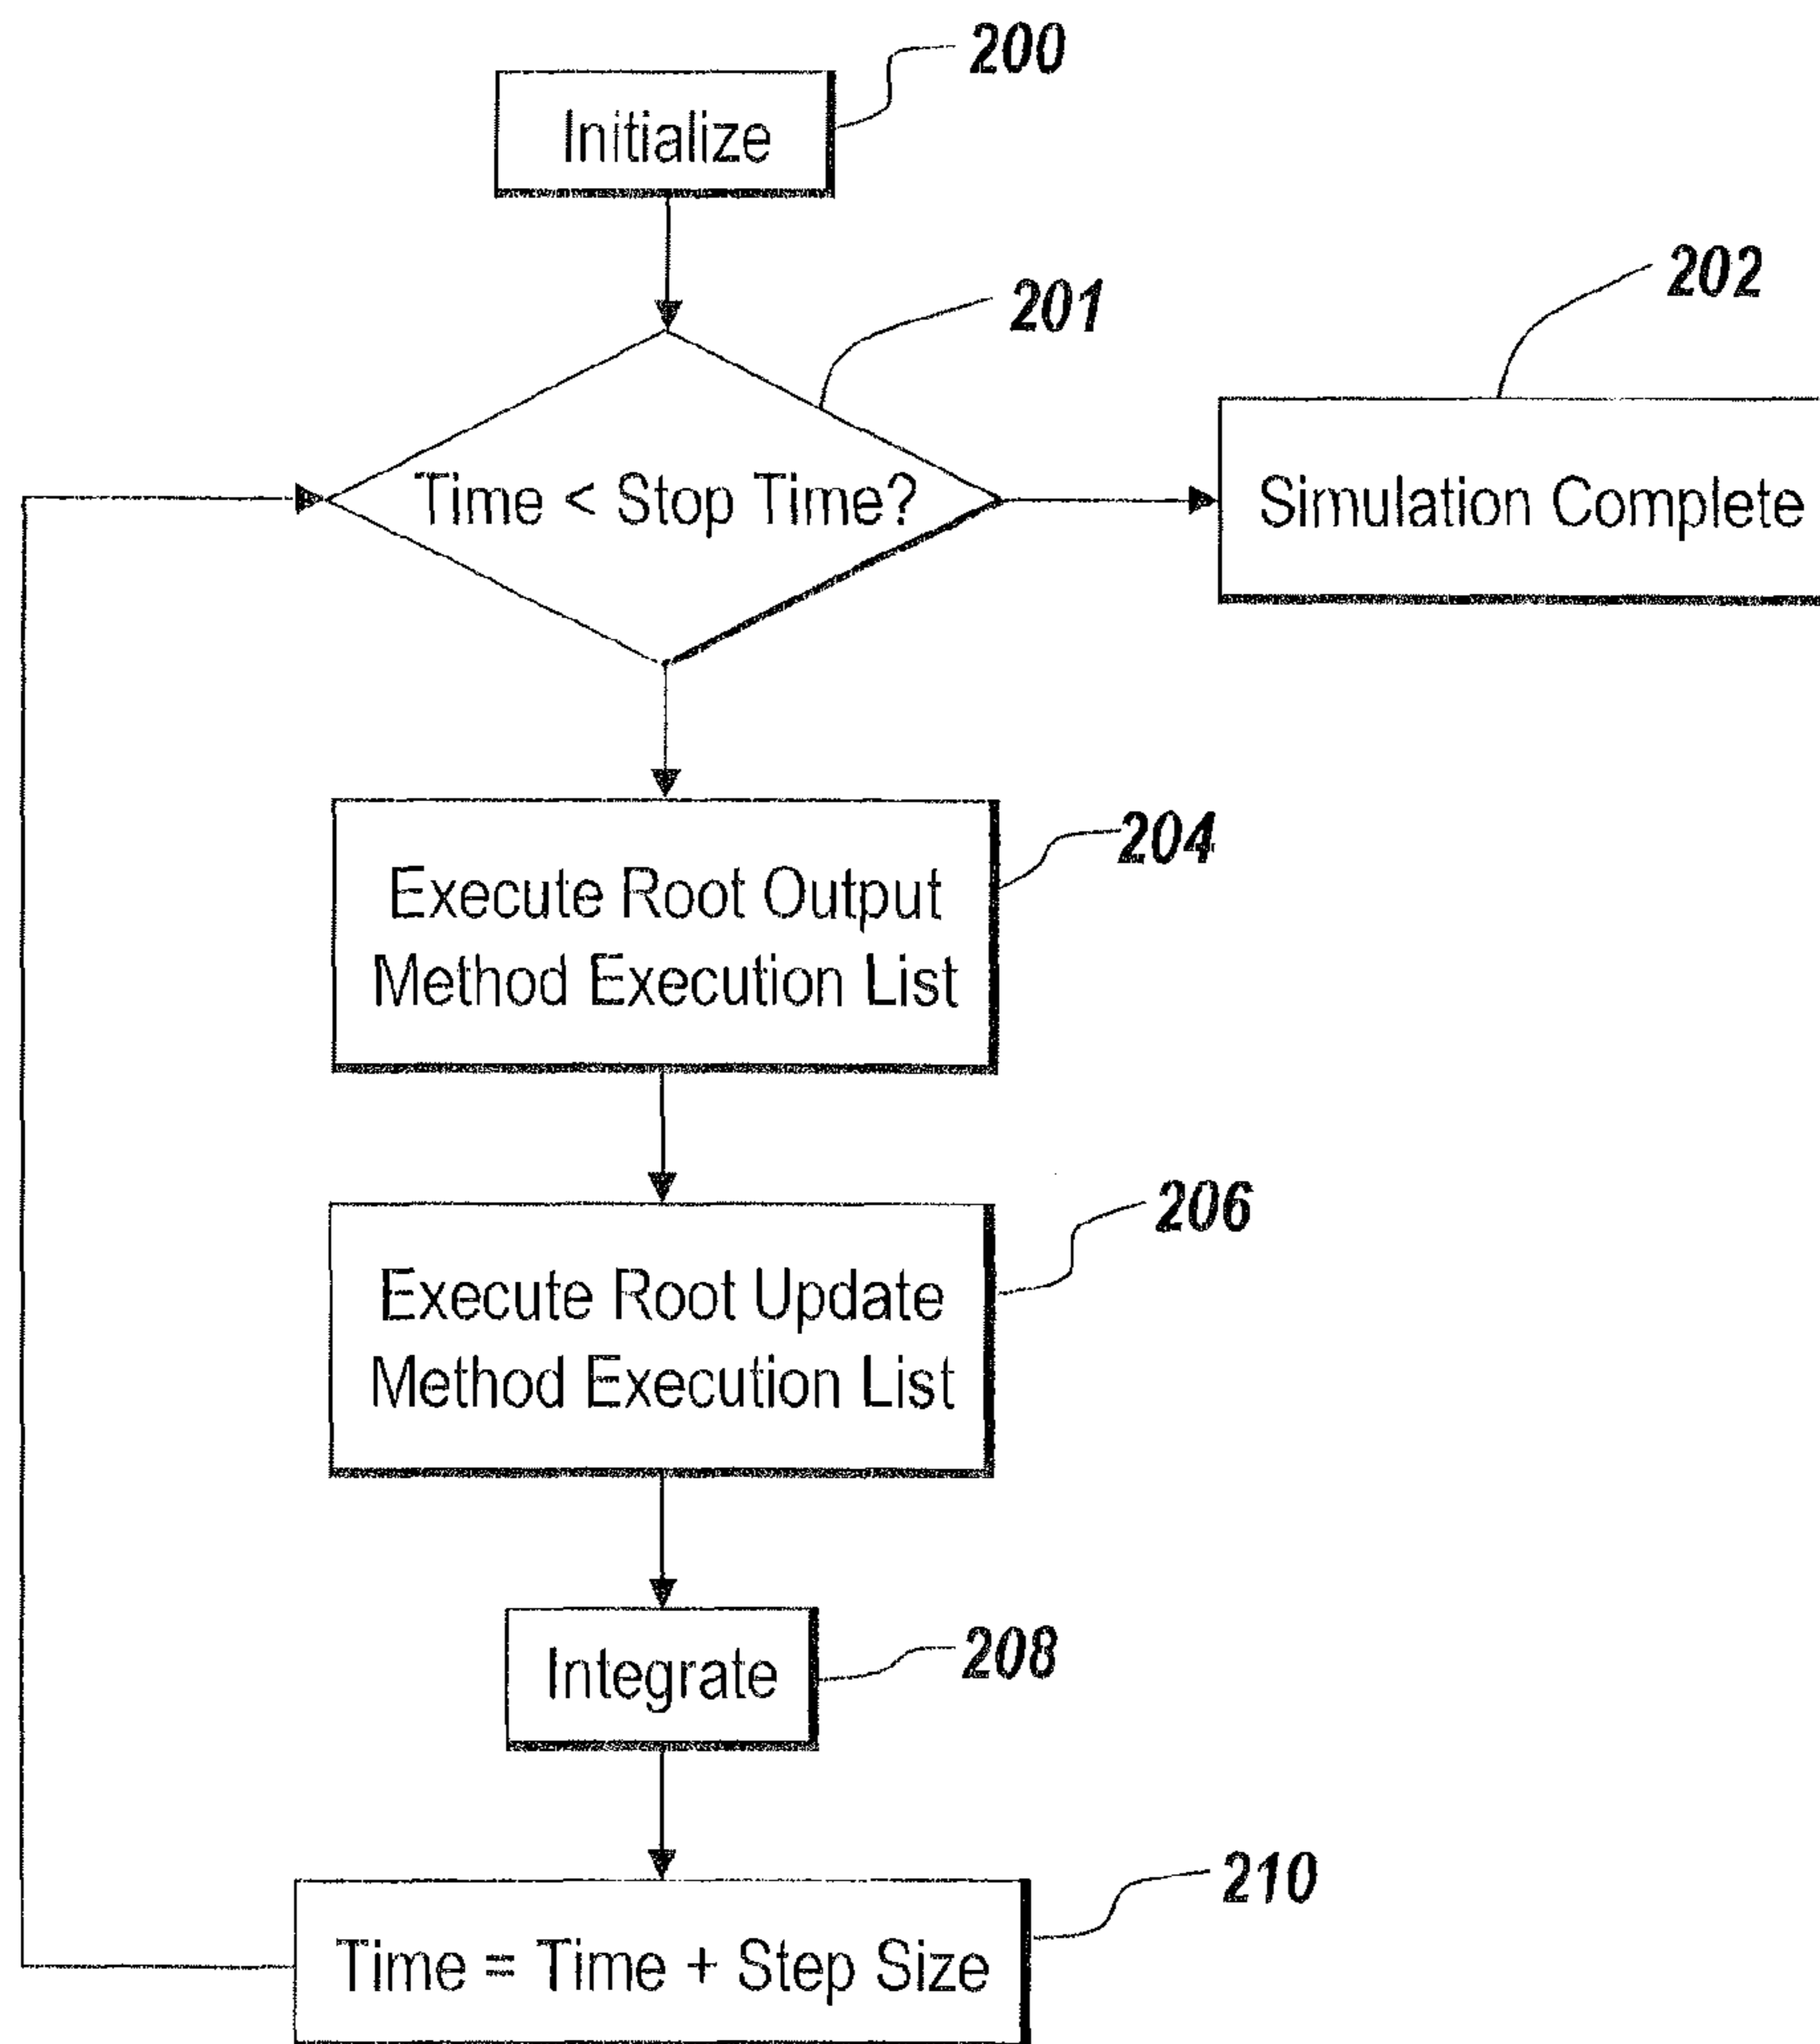 200
Initialize
201
202
Time < Stop Time?
Simulation Complete
204
Execute Root Output
Method Execution List
206
Execute Root Update
Method Execution List
208
Integrate
210
Time = Time + Step Size